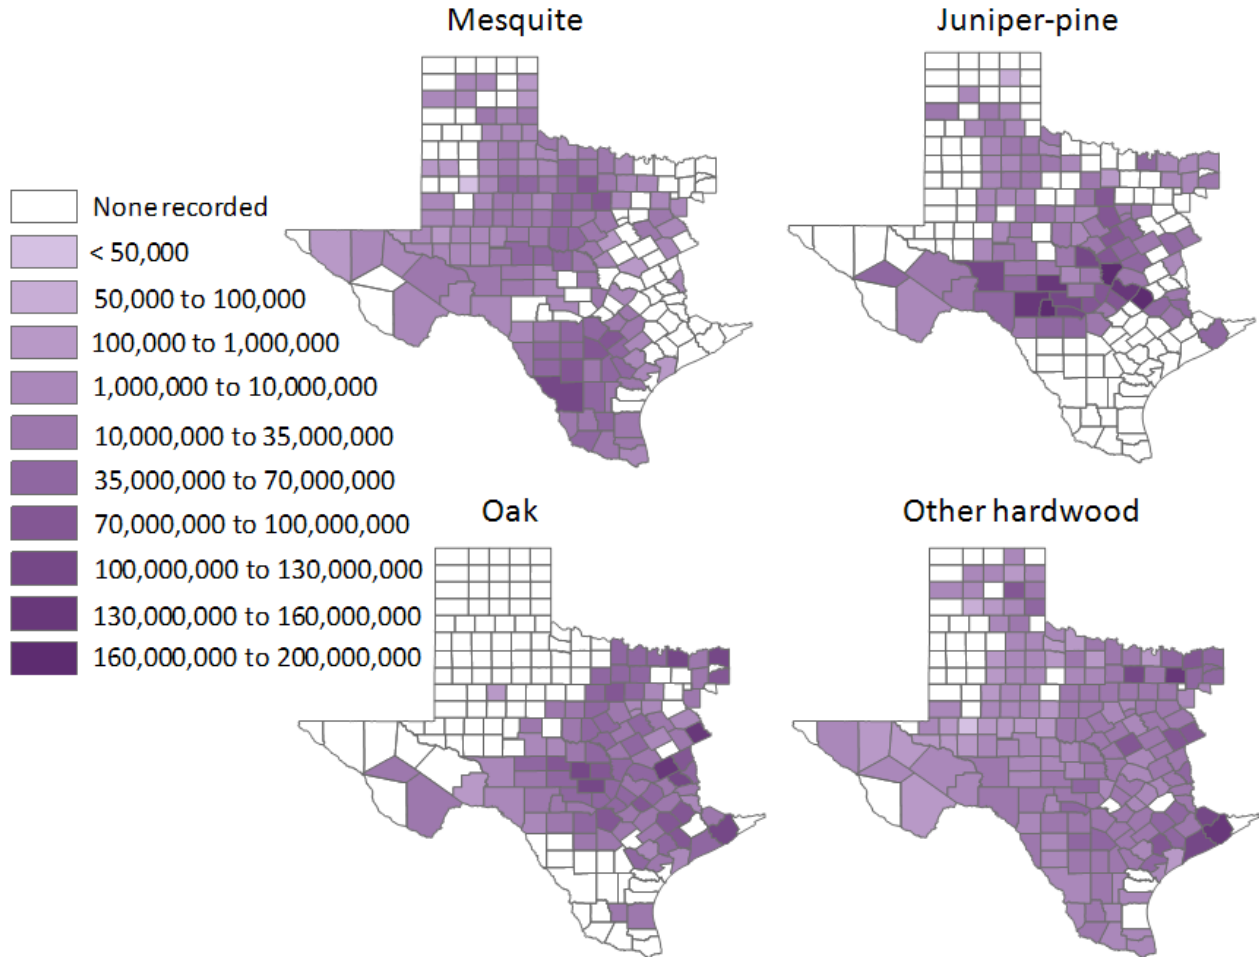 Mesquite
Juniper-pine
None recorded
< 50,000
50,000 to 100,000
100,000 to 1,000,000
1,000,000 to 10,000,000
10,000,000 to 35,000,000
35,000,000 to 70,000,000
70,000,000 to 100,000,000
100,000,000 to 130,000,000
130,000,000 to 160,000,000
160,000,000 to 200,000,000
Oak
Other hardwood